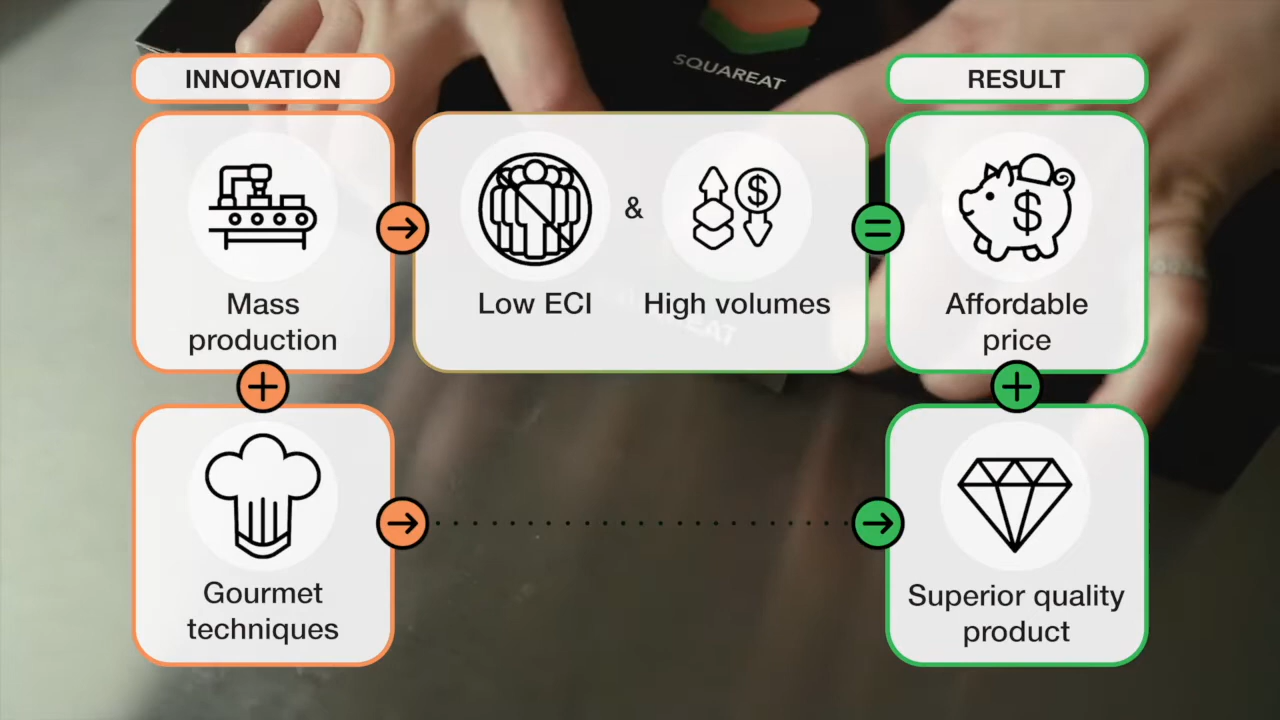 SQUAREAT
INNOVATION
RESULT
$
$
&
Mass
production
Low ECI
High volumes
Affordable
price
Gourmet
techniques
Superior quality
product